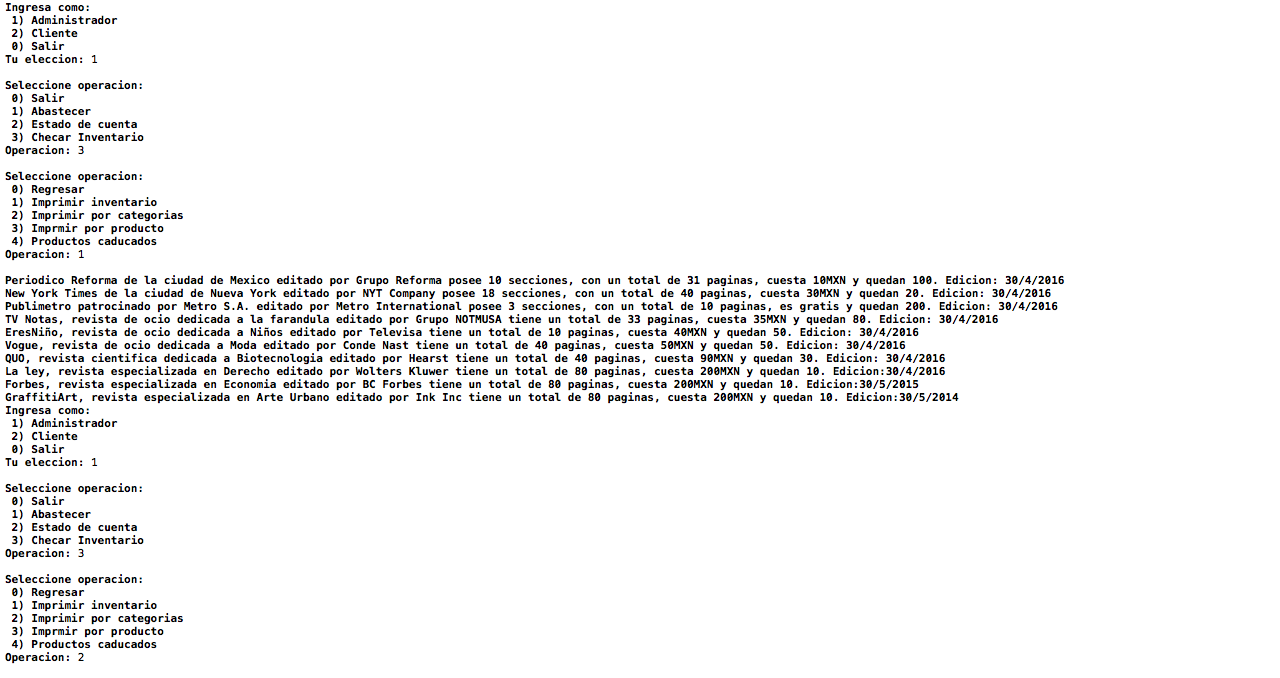 Ingresa como:
 1) Administrador
 2) Cliente
 0) Salir
Tu eleccion: 1

Seleccione operacion:
 0) Salir
 1) Abastecer
 2) Estado de cuenta
 3) Checar Inventario
Operacion: 3

Seleccione operacion:
 0) Regresar
 1) Imprimir inventario
 2) Imprimir por categorias
 3) Imprmir por producto
 4) Productos caducados
Operacion: 1

Periodico Reforma de la ciudad de Mexico editado por Grupo Reforma posee 10 secciones, con un total de 31 paginas, cuesta 10MXN y quedan 100. Edicion: 30/4/2016
New York Times de la ciudad de Nueva York editado por NYT Company posee 18 secciones, con un total de 40 paginas, cuesta 30MXN y quedan 20. Edicion: 30/4/2016
Publimetro patrocinado por Metro S.A. editado por Metro International posee 3 secciones, con un total de 10 paginas, es gratis y quedan 200. Edicion: 30/4/2016
TV Notas, revista de ocio dedicada a la farandula editado por Grupo NOTMUSA tiene un total de 33 paginas, cuesta 35MXN y quedan 80. Edicion: 30/4/2016
EresNiño, revista de ocio dedicada a Niños editado por Televisa tiene un total de 10 paginas, cuesta 40MXN y quedan 50. Edicion: 30/4/2016
Vogue, revista de ocio dedicada a Moda editado por Conde Nast tiene un total de 40 paginas, cuesta 50MXN y quedan 50. Edicion: 30/4/2016
QUO, revista cientifica dedicada a Biotecnologia editado por Hearst tiene un total de 40 paginas, cuesta 90MXN y quedan 30. Edicion: 30/4/2016
La ley, revista especializada en Derecho editado por Wolters Kluwer tiene un total de 80 paginas, cuesta 200MXN y quedan 10. Edicion:30/4/2016
Forbes, revista especializada en Economia editado por BC Forbes tiene un total de 80 paginas, cuesta 200MXN y quedan 10. Edicion:30/5/2015
GraffitiArt, revista especializada en Arte Urbano editado por Ink Inc tiene un total de 80 paginas, cuesta 200MXN y quedan 10. Edicion:30/5/2014
Ingresa como:
 1) Administrador
 2) Cliente
 0) Salir
Tu eleccion: 1

Seleccione operacion:
 0) Salir
 1) Abastecer
 2) Estado de cuenta
 3) Checar Inventario
Operacion: 3

Seleccione operacion:
 0) Regresar
 1) Imprimir inventario
 2) Imprimir por categorias
 3) Imprmir por producto
 4) Productos caducados
Operacion: 2